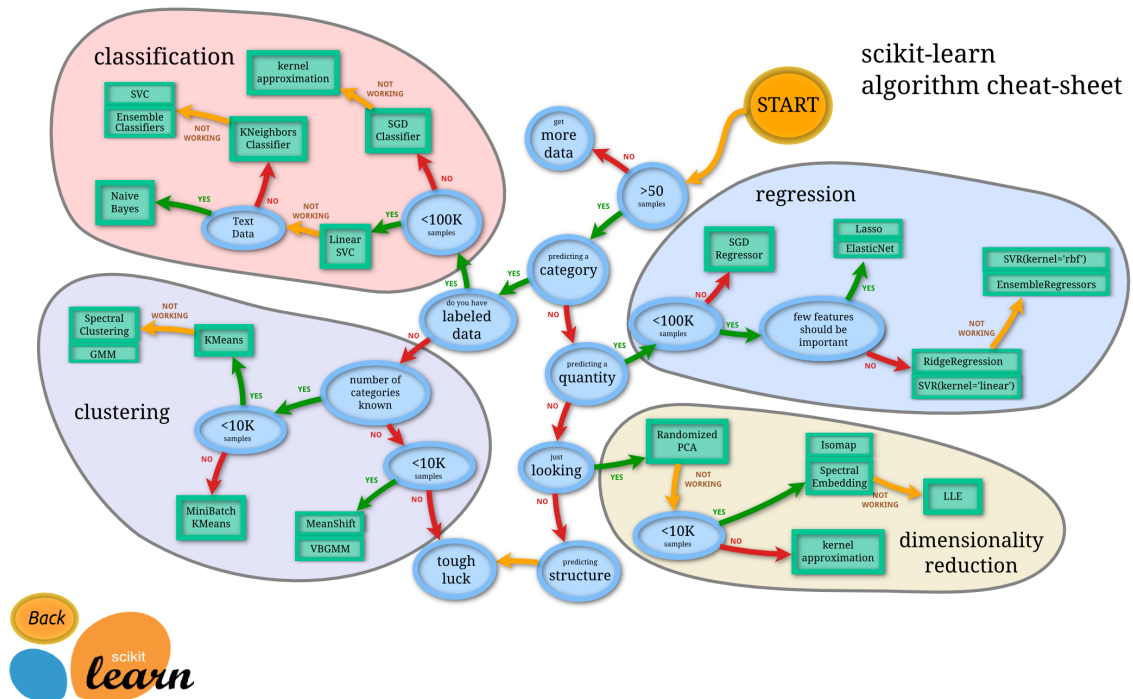 scikit-learn
algorithm cheat-sheet
START
classification
kernel
approximation
NOT
WORKING
SVC
Ensemble
Classifiers
NOT
WORKING
KNeighbors
Classifier
SGD
Classifier
NO
NO
Naive
Bayes
YES
Text
Data
NOT
WORKING
Linear
SVC
YES
<100K
samples
get
more
data
NO
>50
samples
YES
predicting a
category
YES
NO
do you have
labeled
data
YES
NO
predicting a
quantity
YES
NO
just
looking
YES
NO
predicting
structure
tough
luck
regression
SGD
Regressor
NO
<100K
samples
YES
Lasso
ElasticNet
YES
few features
should be
important
NO
SVR(kernel='rbf')
EnsembleRegressors
NOT
WORKING
RidgeRegression
SVR(kernel='linear')
clustering
Spectral
Clustering
GMM
NOT
WORKING
KMeans
YES
<10K
samples
YES
number of
categories
known
NO
NO
MiniBatch
KMeans
<10K
samples
YES
NO
MeanShift
VBGMM
Randomized
PCA
NOT
WORKING
<10K
samples
YES
NO
Isomap
Spectral
Embedding
NOT
WORKING
LLE
kernel
approximation
dimensionality
reduction
Back
scikit
learn